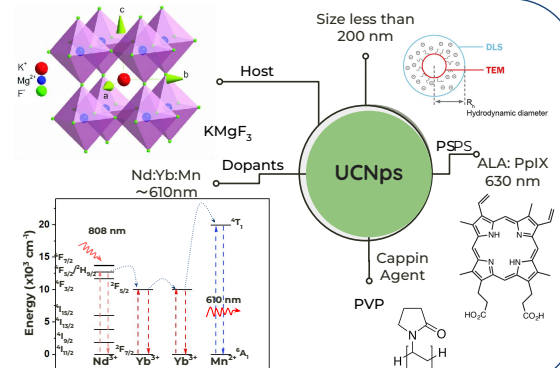 c
b
a
K⁺
Mg²⁺
F⁻
Host
KMgF₃
Dopants
Nd:Yb:Mn
~610nm
Size less than
200 nm
DLS
TEM
Rₕ
Hydrodynamic diameter
UCNps
PSPS
ALA: PpIX
630 nm
Cappin
Agent
PVP
NH
N
N
HN
CO₂H
CO₂H
N
O
H
H
Energy (x10³ cm⁻¹)
20
15
10
5
0
808 nm
⁴F₇/₂
⁴F₅/₂/²H₉/₂
⁴F₃/₂
⁴I₁₅/₂
⁴I₁₃/₂
⁴I₉/₂
⁴I₁₁/₂
²F₅/₂
²F₇/₂
⁴T₁
610 nm
⁶A₁
Nd³⁺
Yb³⁺
Yb³⁺
Mn²⁺